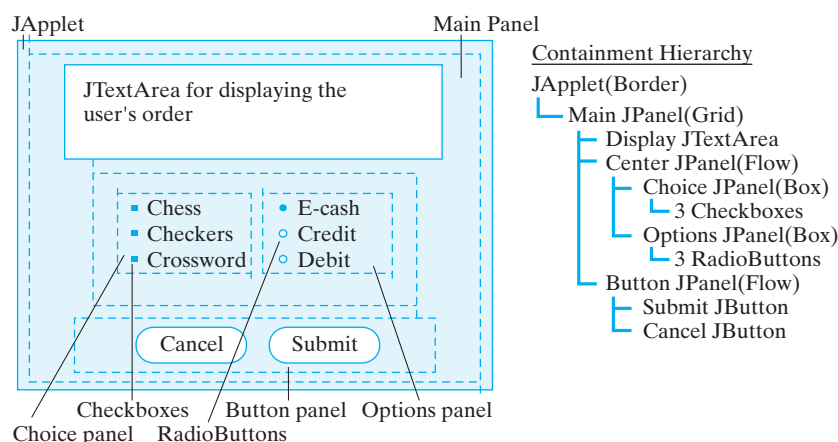 JApplet
Main Panel
JTextArea for displaying the
user's order
Chess
Checkers
Crossword
E-cash
Credit
Debit
Cancel
Submit
Checkboxes
Button panel
Options panel
Choice panel
RadioButtons
Containment Hierarchy
JApplet(Border)
Main JPanel(Grid)
Display JTextArea
Center JPanel(Flow)
Choice JPanel(Box)
3 Checkboxes
Options JPanel(Box)
3 RadioButtons
Button JPanel(Flow)
Submit JButton
Cancel JButton